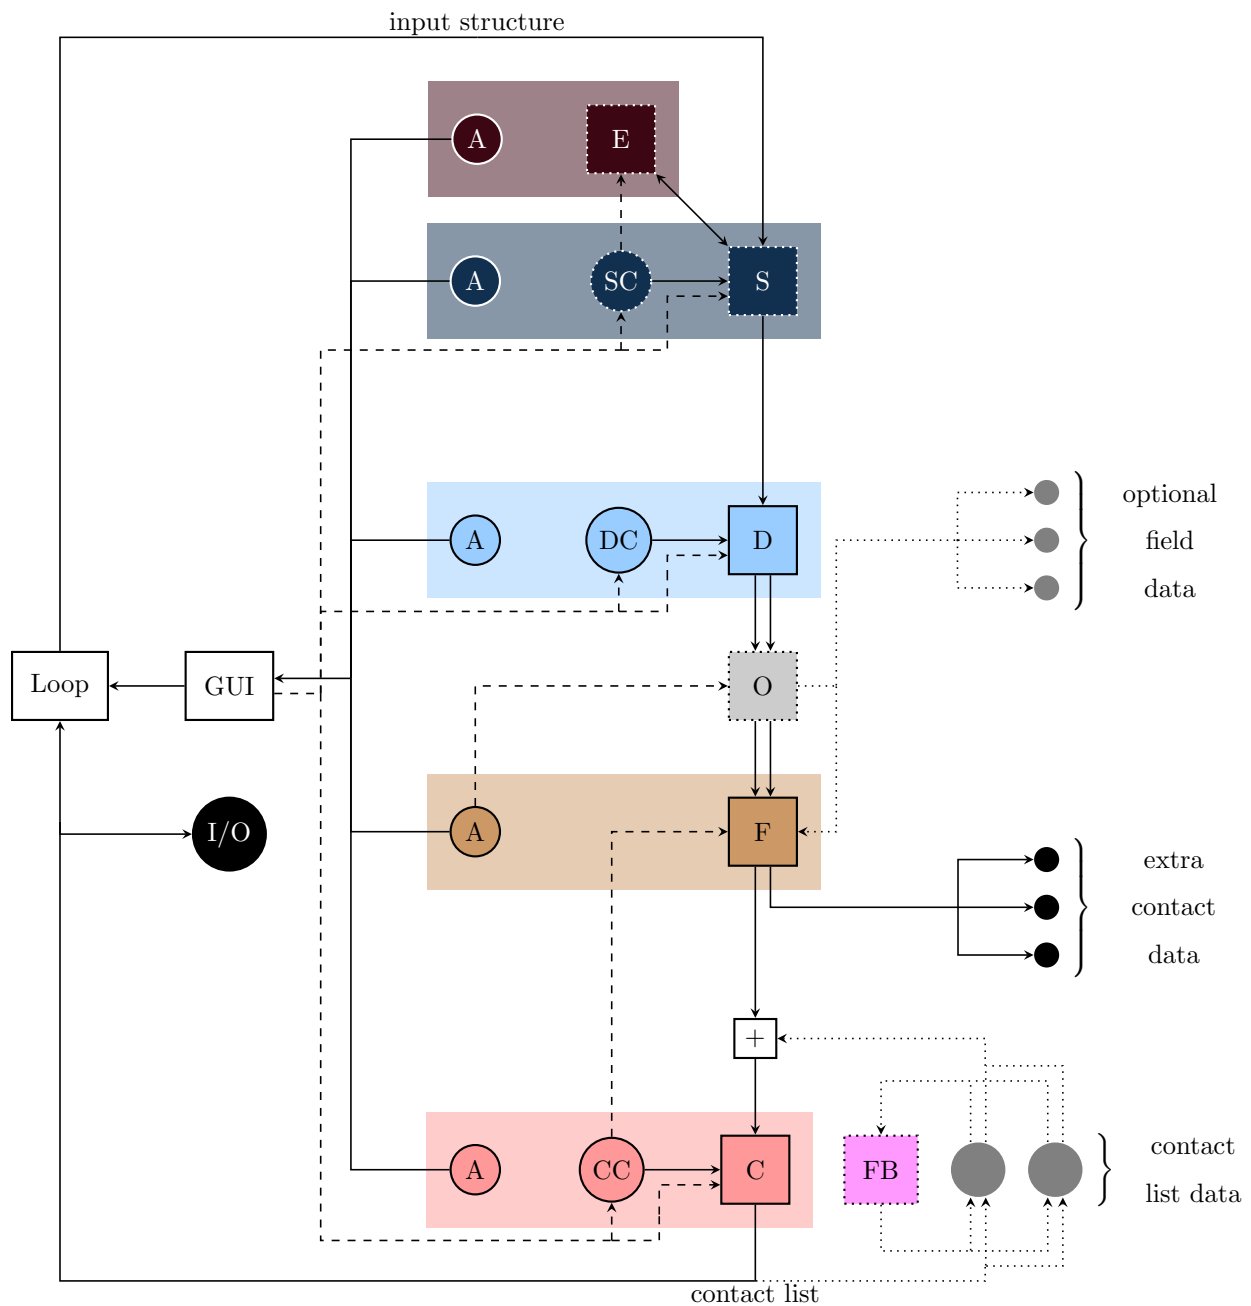 input structure
A
E
A
SC
S
optional
A
DC
D
field
data
Loop
GUI
O
A
F
I/O
extra
contact
data
+
contact
A
CC
C
FB
list data
contact list